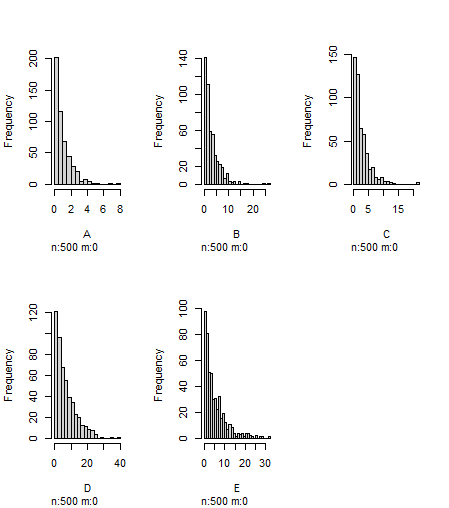 Frequency
0 50 100 150 200
0 2 4 6 8
A
n:500 m:0
Frequency
0 20 60 100 140
0 10 20
B
n:500 m:0
Frequency
0 50 100 150
0 5 15
C
n:500 m:0
Frequency
0 20 40 60 80 120
0 20 40
D
n:500 m:0
Frequency
0 20 40 60 80 100
0 10 20 30
E
n:500 m:0